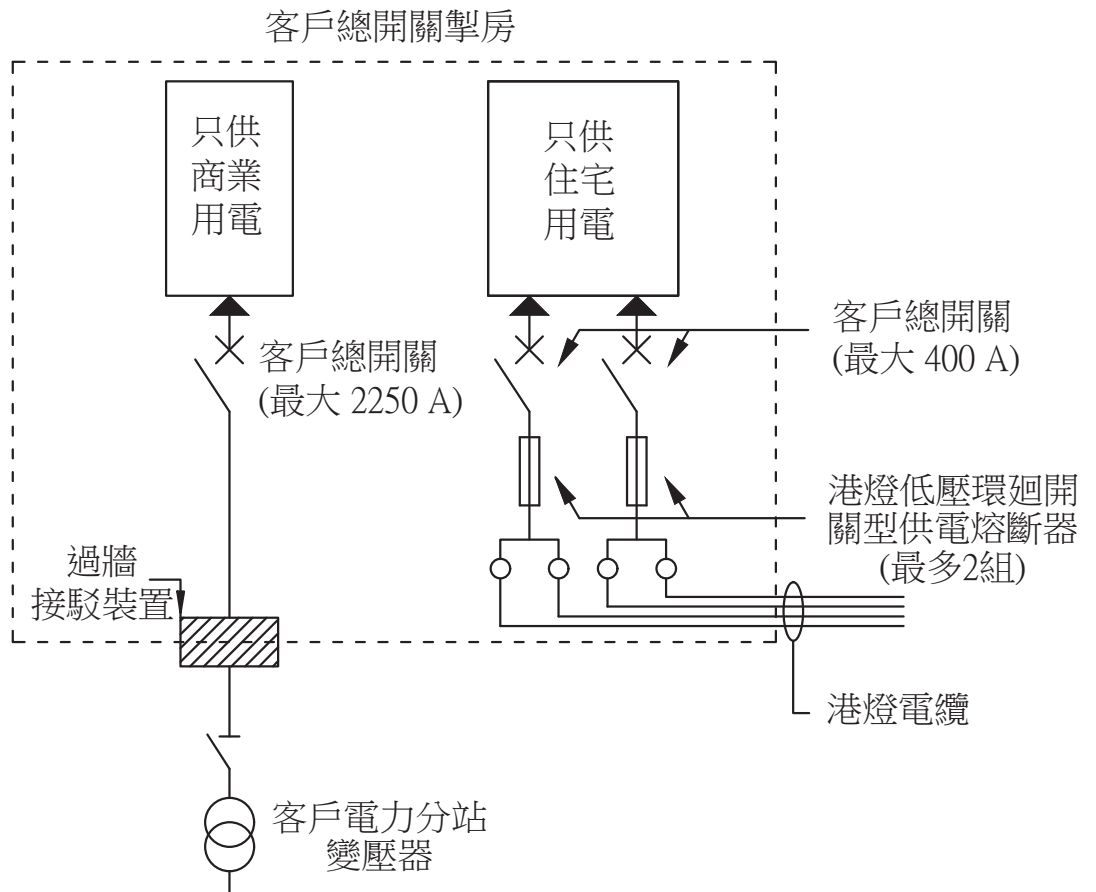 客戶總開關掣房
只供
商業
用電
只供
住宅
用電
客戶總開關
(最大 2250 A)
客戶總開關
(最大 400 A)
港燈低壓環廻開
關型供電熔斷器
(最多2組)
過牆
接駁裝置
港燈電纜
客戶電力分站
變壓器